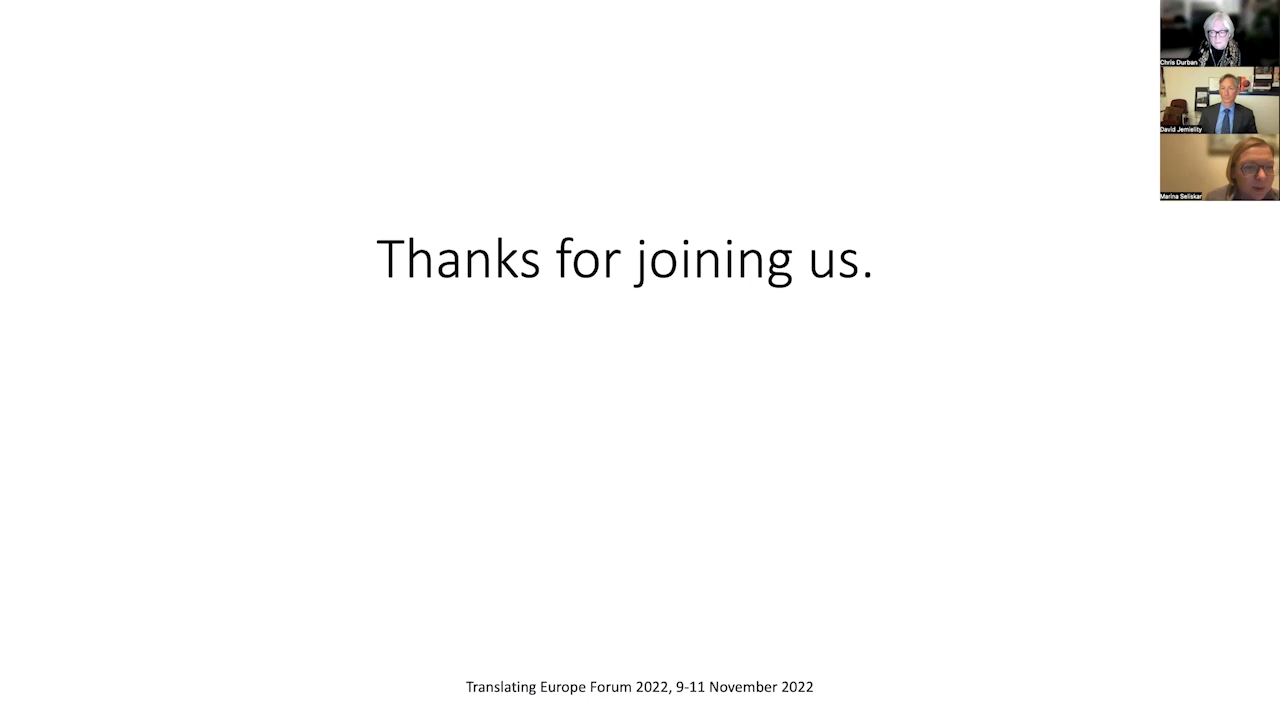 Chris Durban
David Jemielity
Marina Seliskar
Thanks for joining us.
Translating Europe Forum 2022, 9-11 November 2022